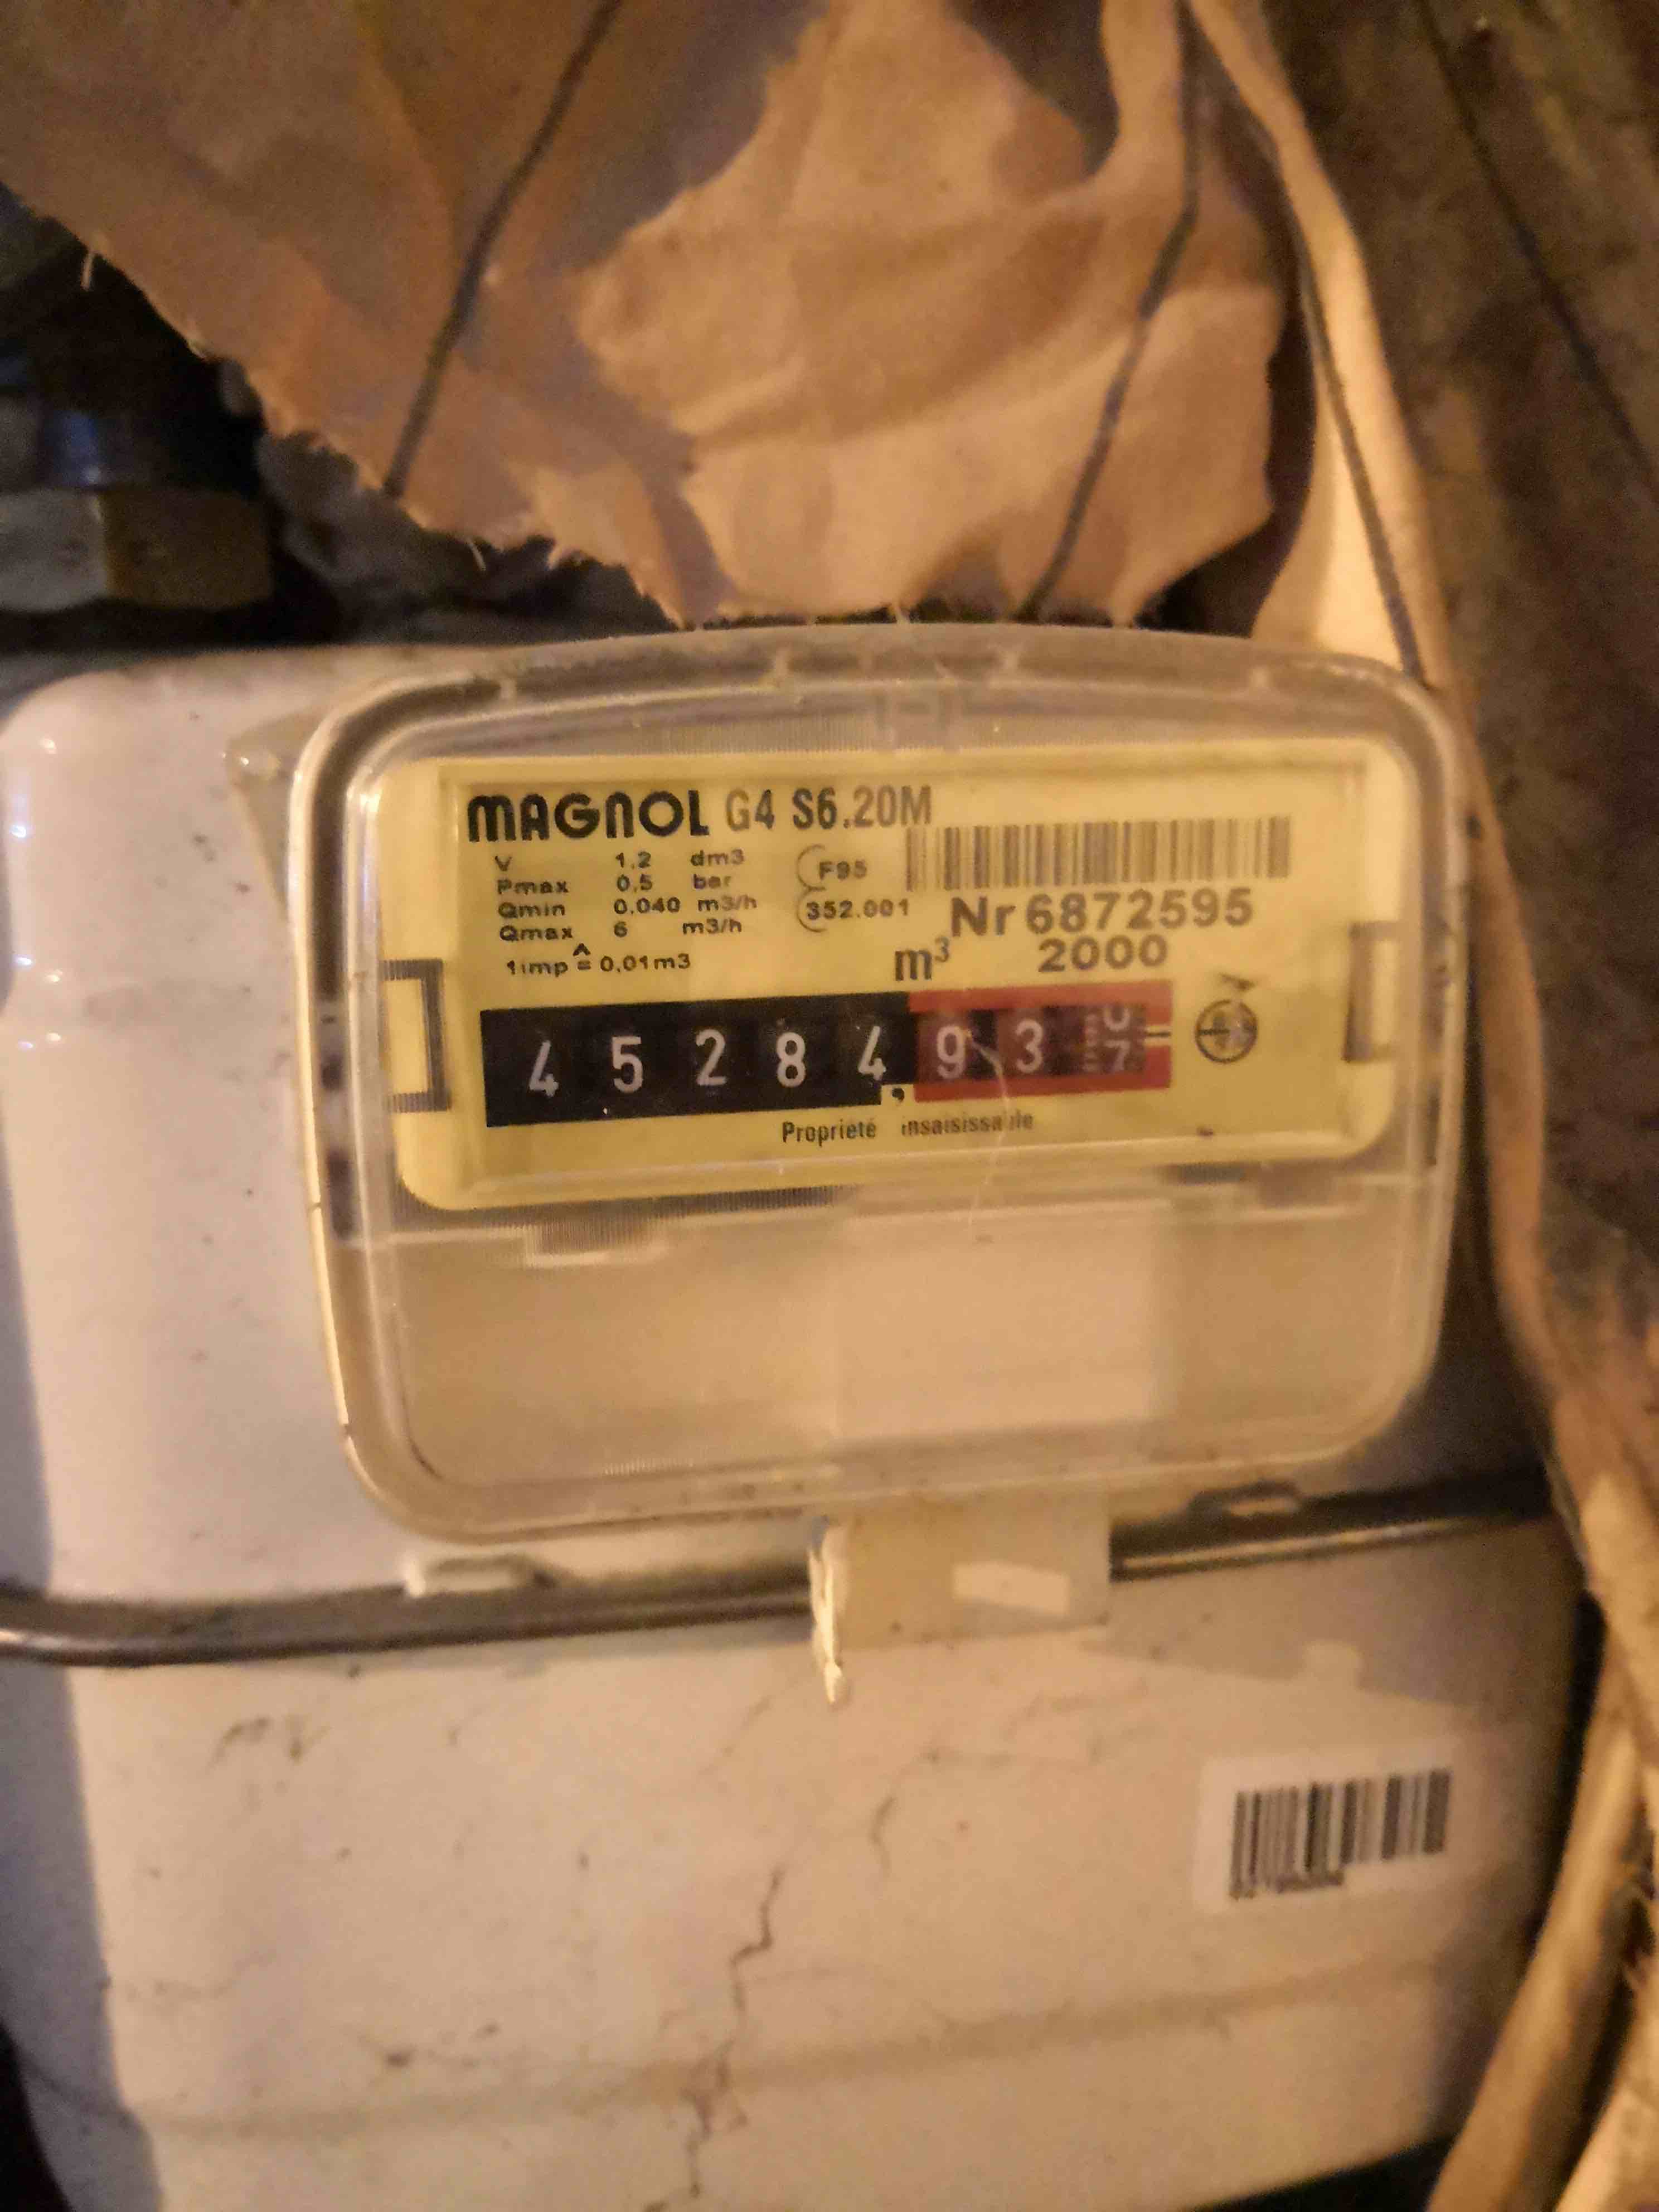 MAGNOL G4 S6.20M
V 1,2 dm3
Pmax 0,5 bar
Qmin 0,040 m3/h
Qmax 6 m3/h
F95
352.001
Nr 6872595
1imp ≙ 0,01m3
m³ 2000
4 5 2 8 4 , 9 3 7
Propriété insaisissable